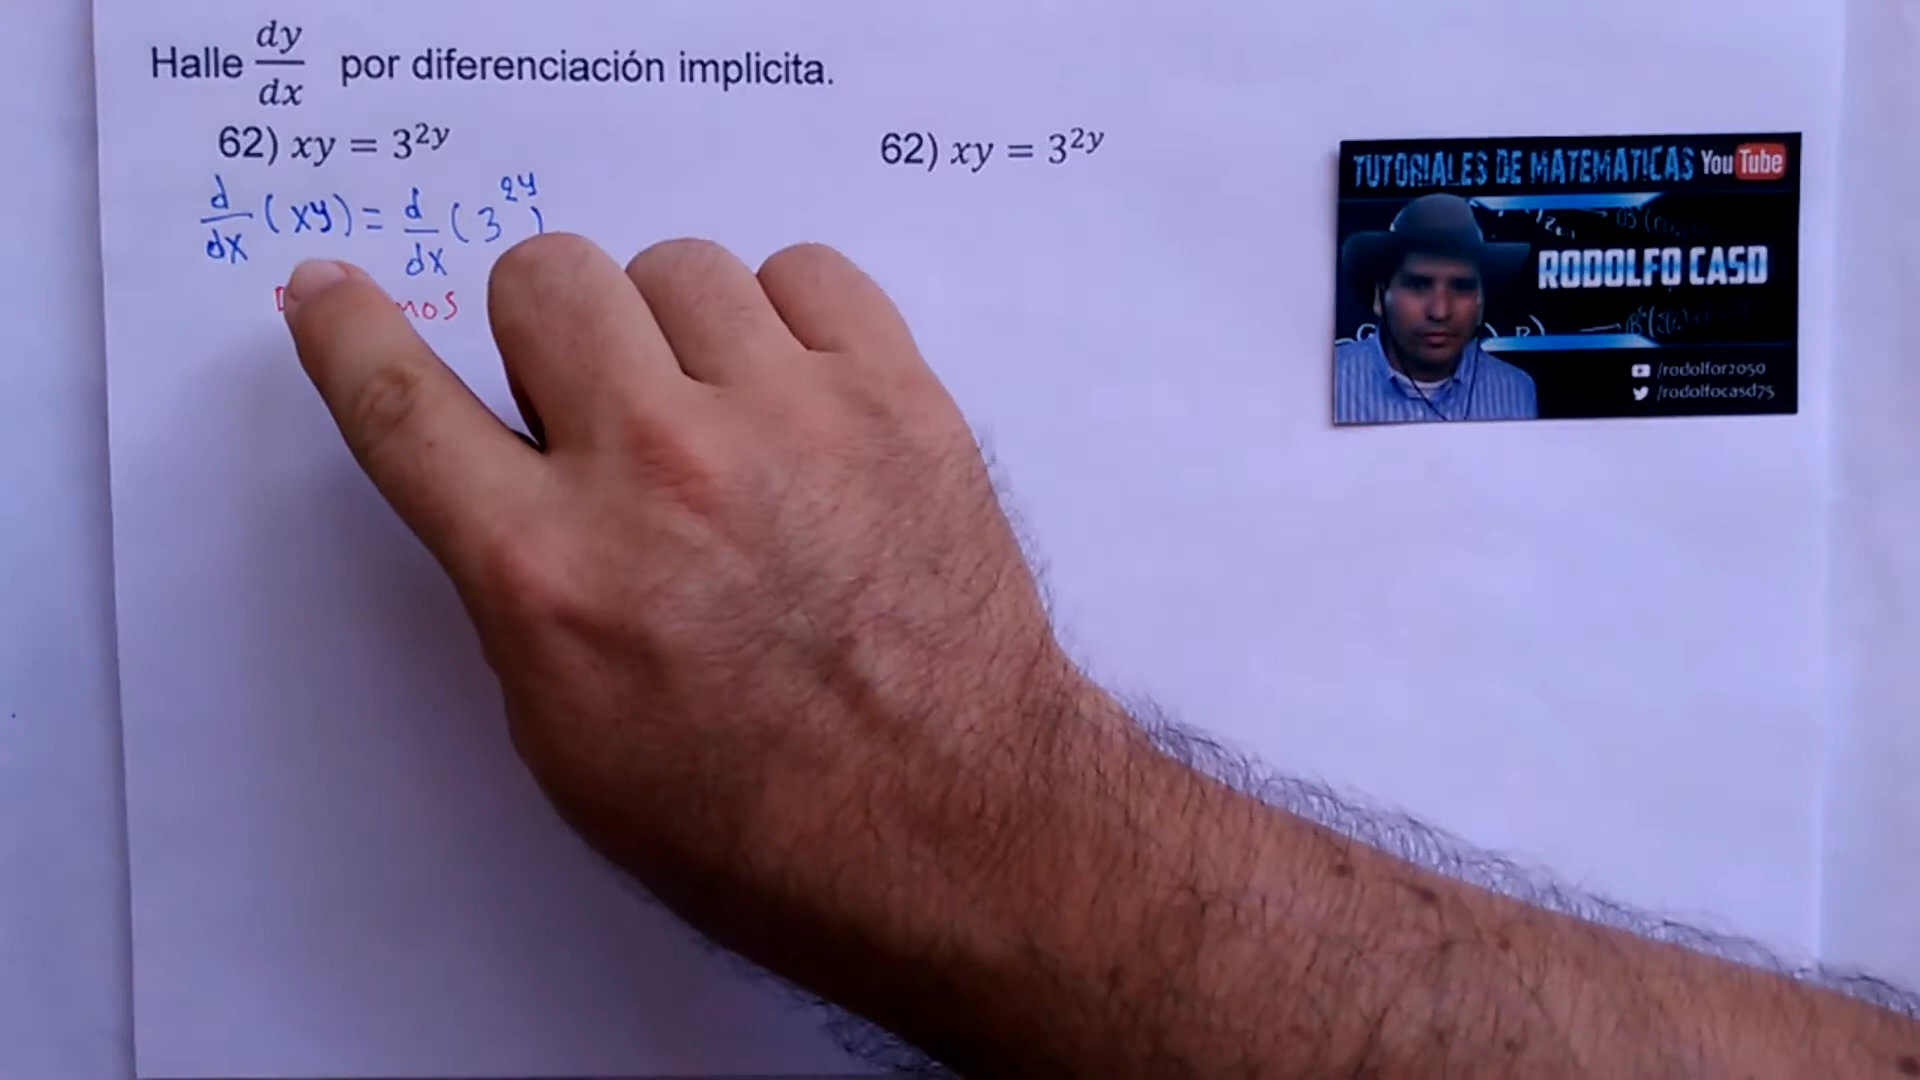 Halle dy/dx por diferenciación implicita.
62) xy = 3^{2y}
d/dx (xy) = d/dx (3^{2y})
62) xy = 3^{2y}
TUTORIALES DE MATEMATICAS YouTube
RODOLFO CASD
/rodolfor2050
/rodolfocasd75